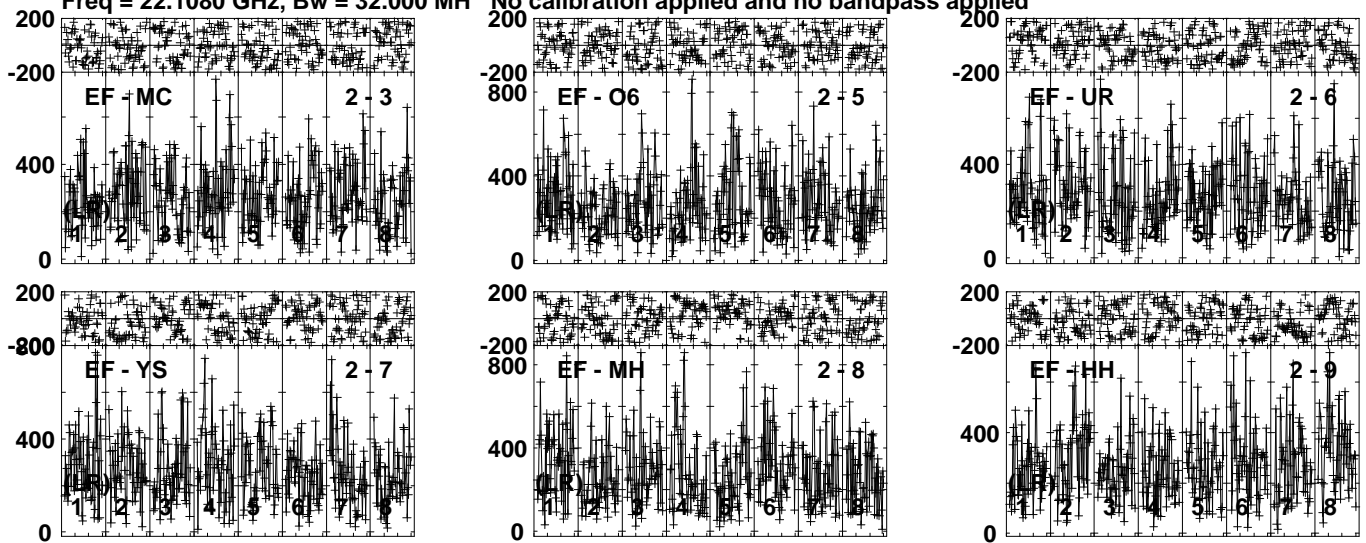 Freq = 22.1080 GHz, Bw = 32.000 MH No calibration applied and no bandpass applied
200
-200
EF - MC 2 - 3
400
(LR)
1 2 3 4 5 6 7 8
0
200
-200
800
EF - O6 2 - 5
400
(LR)
1 2 3 4 5 6 7 8
0
200
-200
EF - UR 2 - 6
400
(LR)
1 2 3 4 5 6 7 8
0
200
-200
800
EF - YS 2 - 7
400
(LR)
1 2 3 4 5 6 7 8
0
200
-200
800
EF - MH 2 - 8
400
(LR)
1 2 3 4 5 6 7 8
0
200
-200
EF - HH 2 - 9
400
(LR)
1 2 3 4 5 6 7 8
0